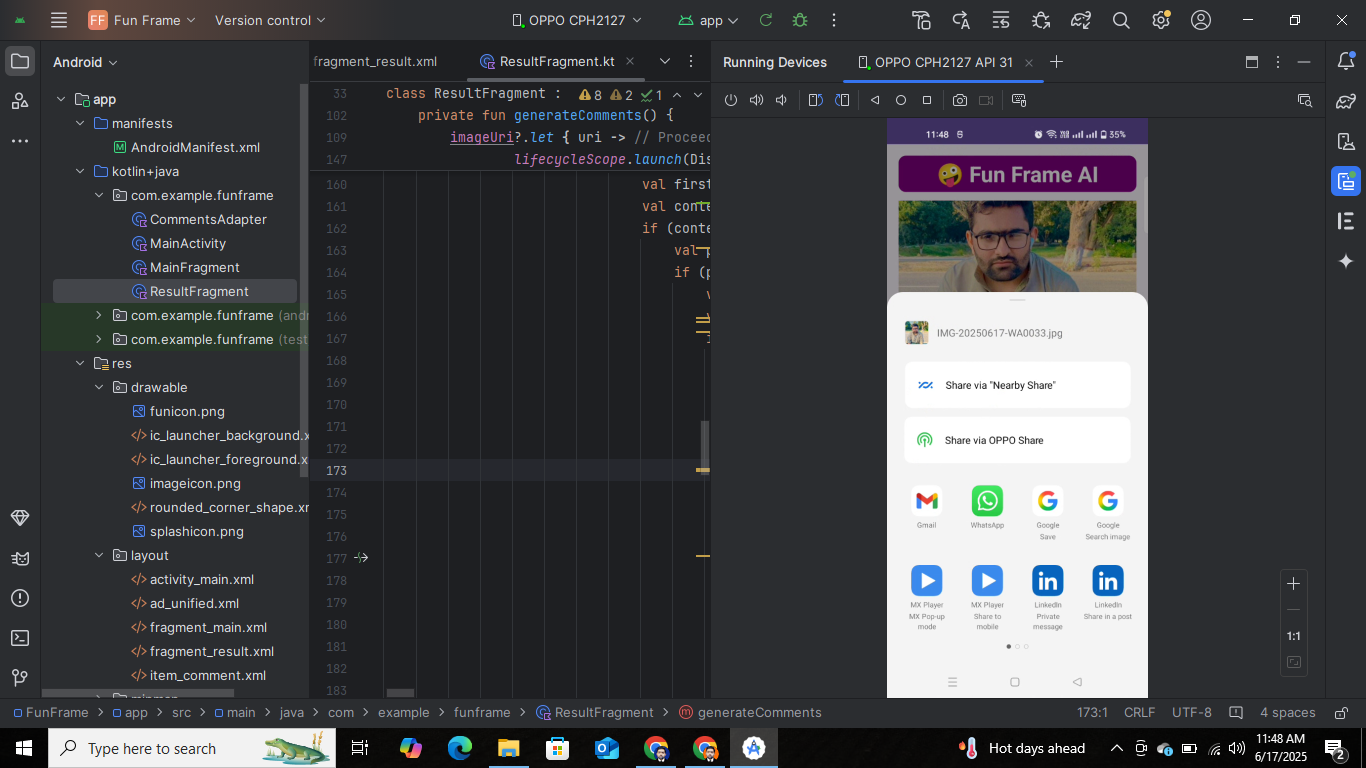 FF Fun Frame
Version control
OPPO CPH2127
app
Android
app
manifests
AndroidManifest.xml
kotlin+java
com.example.funframe
CommentsAdapter
MainActivity
MainFragment
ResultFragment
com.example.funframe (andr
com.example.funframe (test
res
drawable
funicon.png
ic_launcher_background.x
ic_launcher_foreground.x
imageicon.png
rounded_corner_shape.xm
splashicon.png
layout
activity_main.xml
ad_unified.xml
fragment_main.xml
fragment_result.xml
item_comment.xml
fragment_result.xml
ResultFragment.kt
8 2 1
33 class ResultFragment :
102 private fun generateComments() {
109 imageUri?.let { uri -> // Proceed
147 lifecycleScope.launch(Dis
160 val first
161 val conte
162 if (conte
163 val p
164 if (p
165 v
166 v
167 i
168
169
170
171
172
173
174
175
176
177
178
179
180
181
182
183
Running Devices
OPPO CPH2127 API 31
11:48
35%
Fun Frame AI
IMG-20250617-WA0033.jpg
Share via "Nearby Share"
Share via OPPO Share
Gmail
WhatsApp
Google
Save
Google
Search image
MX Player
MX Pop-up
mode
MX Player
Share to
mobile
LinkedIn
Private
message
LinkedIn
Share in a post
1:1
FunFrame > app > src > main > java > com > example > funframe > ResultFragment > generateComments
173:1 CRLF UTF-8 4 spaces
Type here to search
Hot days ahead
11:48 AM
6/17/2025
2